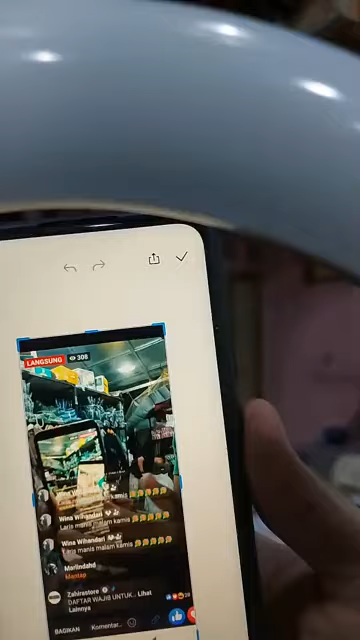 LANGSUNG 308
Wina Wihandari
Laris manis malam kamis
Wina Wihandari
Laris manis malam kamis
Marlindahd
Mantap
Zahirastore
DAFTAR WAJIB UNTUK... Lihat
Lainnya
BAGIKAN Komentar...